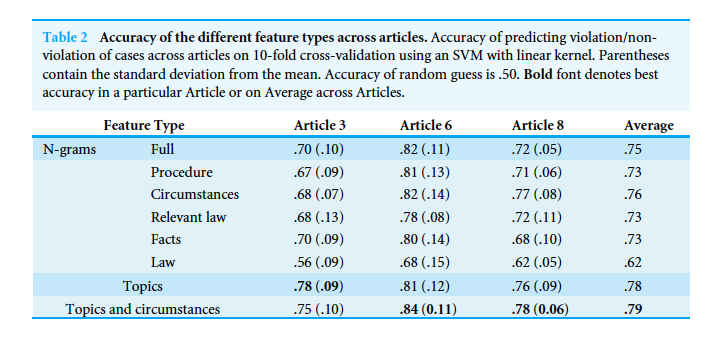 Table 2 Accuracy of the different feature types across articles. Accuracy of predicting violation/non-
violation of cases across articles on 10-fold cross-validation using an SVM with linear kernel. Parentheses
contain the standard deviation from the mean. Accuracy of random guess is .50. Bold font denotes best
accuracy in a particular Article or on Average across Articles.
Feature Type Article 3 Article 6 Article 8 Average
N-grams Full .70 (.10) .82 (.11) .72 (.05) .75
Procedure .67 (.09) .81 (.13) .71 (.06) .73
Circumstances .68 (.07) .82 (.14) .77 (.08) .76
Relevant law .68 (.13) .78 (.08) .72 (.11) .73
Facts .70 (.09) .80 (.14) .68 (.10) .73
Law .56 (.09) .68 (.15) .62 (.05) .62
Topics .78 (.09) .81 (.12) .76 (.09) .78
Topics and circumstances .75 (.10) .84 (0.11) .78 (0.06) .79